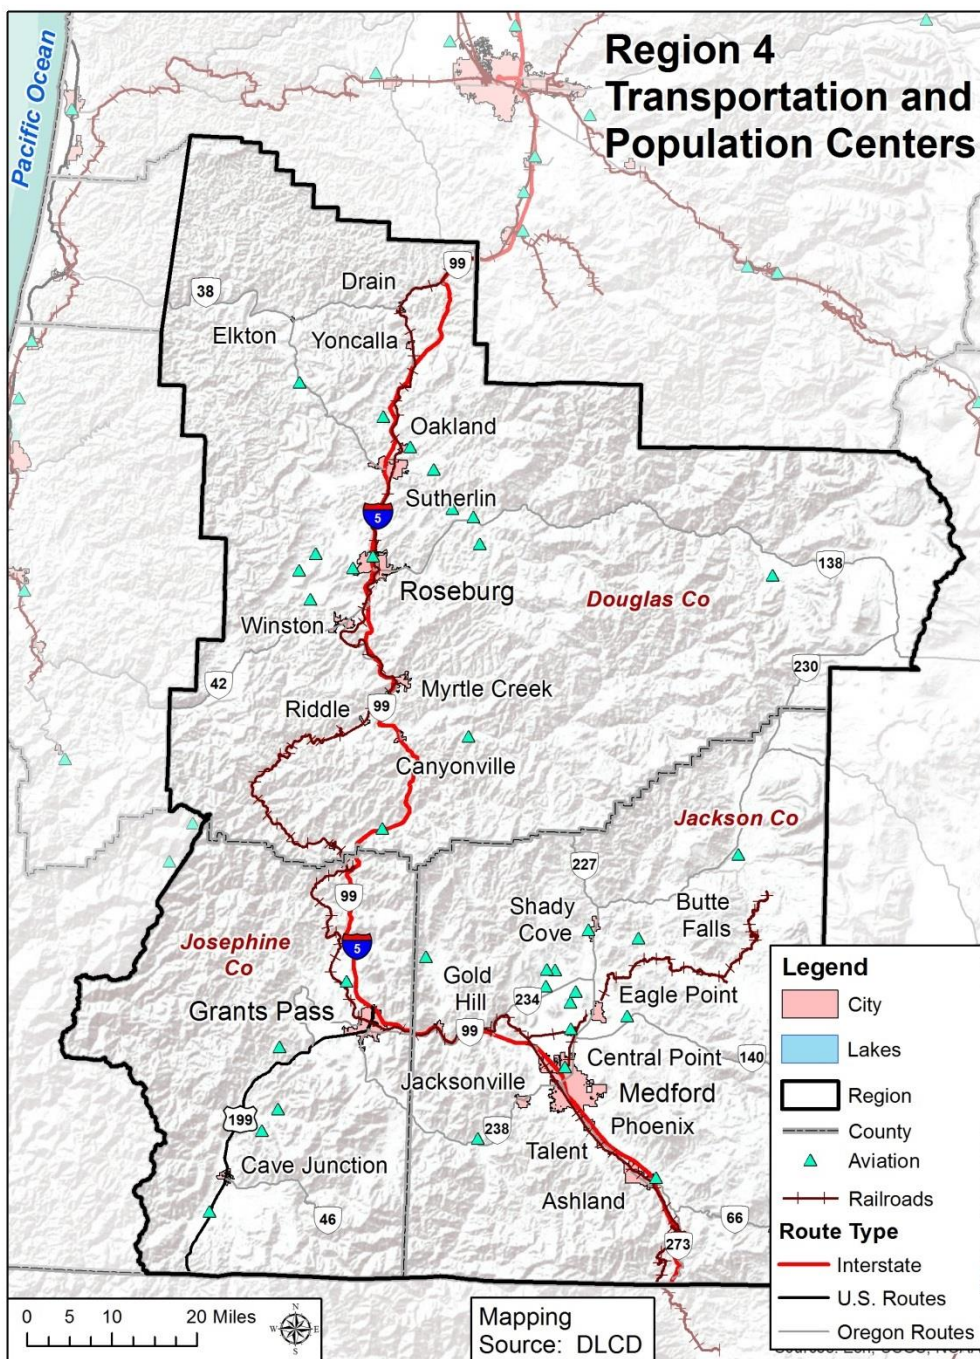 Region 4
Transportation and
Population Centers
Pacific Ocean
99
Drain
38
Elkton
Yoncalla
Oakland
Sutherlin
5
138
Roseburg
Douglas Co
Winston
230
42
Myrtle Creek
99
Riddle
Canyonville
Jackson Co
227
99
Butte
Falls
Shady
Cove
Josephine
Co
5
Gold
Hill
234
Eagle Point
Grants Pass
99
Central Point
140
Jacksonville
Medford
199
238
Phoenix
Talent
Cave Junction
Ashland
46
66
273
Legend
City
Lakes
Region
County
Aviation
Railroads
Route Type
Interstate
U.S. Routes
Oregon Routes
0 5 10 20 Miles
N
W E
S
Mapping
Source: DLCD